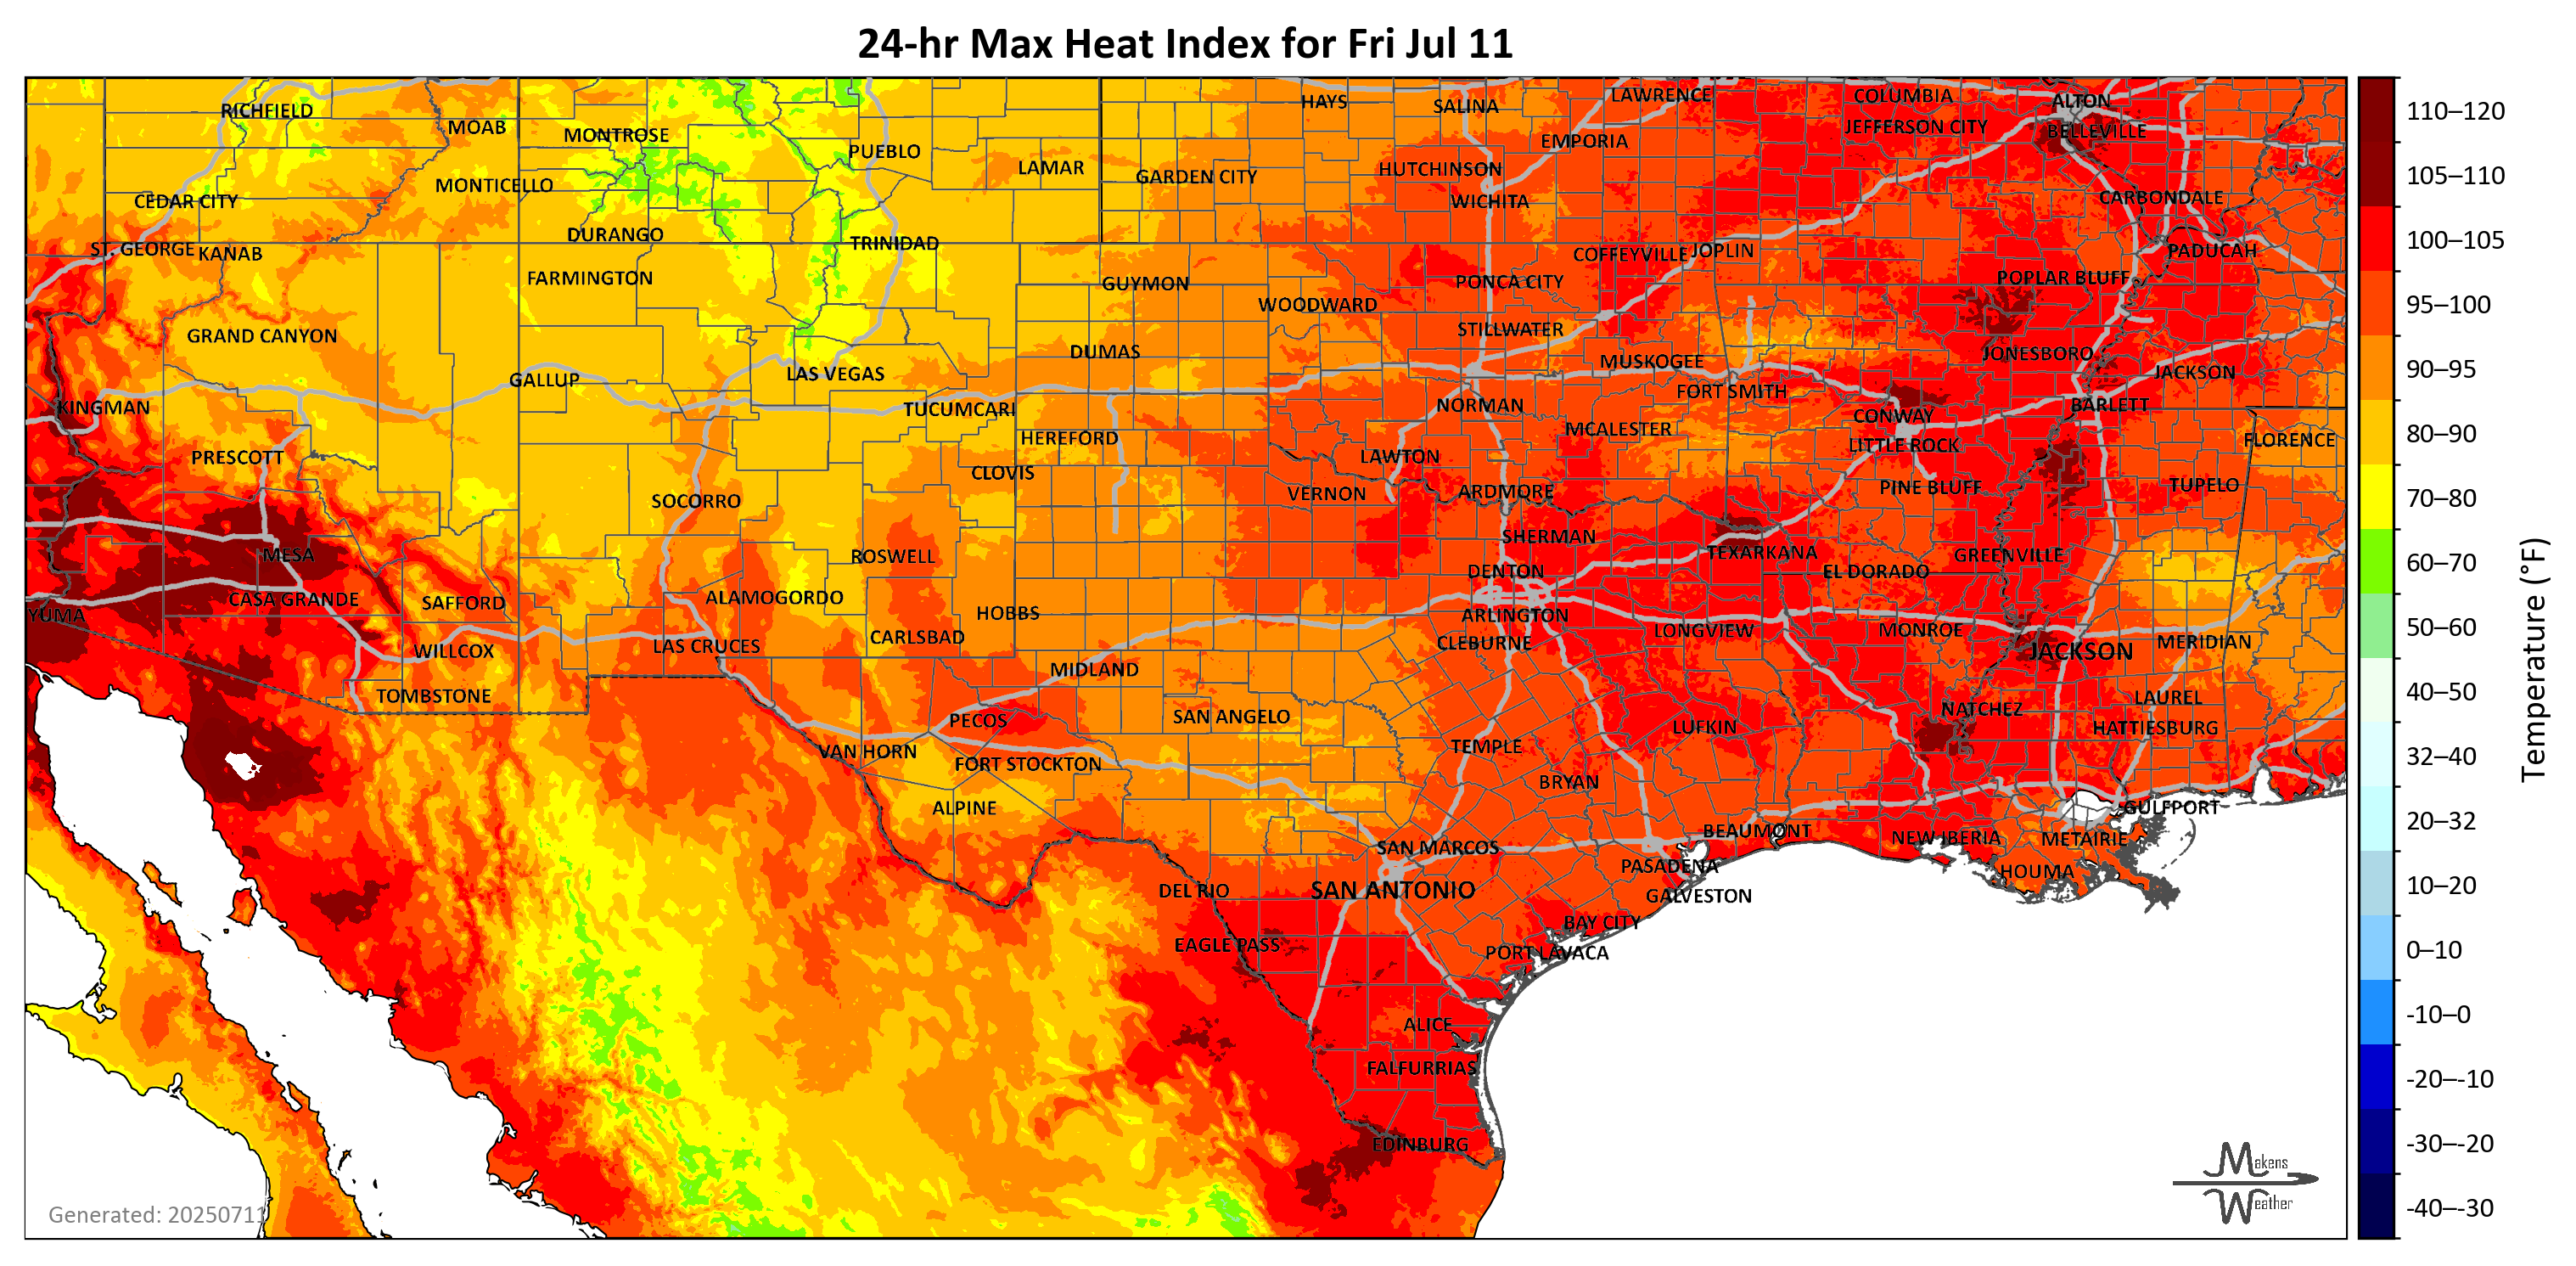 24-hr Max Heat Index for Fri Jul 11
HAYS
SALINA
LAWRENCE
COLUMBIA
ALTON
RICHFIELD
MOAB
MONTROSE
PUEBLO
EMPORIA
JEFFERSON CITY
BELLEVILLE
LAMAR
GARDEN CITY
HUTCHINSON
MONTICELLO
CEDAR CITY
WICHITA
CARBONDALE
DURANGO
TRINIDAD
ST. GEORGE
KANAB
COFFEYVILLE
JOPLIN
PADUCAH
FARMINGTON
GUYMON
PONCA CITY
POPLAR BLUFF
WOODWARD
GRAND CANYON
STILLWATER
DUMAS
MUSKOGEE
JONESBORO
GALLUP
LAS VEGAS
JACKSON
FORT SMITH
KINGMAN
TUCUMCARI
NORMAN
CONWAY
BARLETT
HEREFORD
MCALESTER
LITTLE ROCK
FLORENCE
PRESCOTT
CLOVIS
LAWTON
SOCORRO
VERNON
ARDMORE
PINE BLUFF
TUPELO
MESA
ROSWELL
SHERMAN
TEXARKANA
GREENVILLE
DENTON
EL DORADO
CASA GRANDE
SAFFORD
ALAMOGORDO
HOBBS
ARLINGTON
YUMA
LAS CRUCES
CARLSBAD
CLEBURNE
LONGVIEW
MONROE
JACKSON
MERIDIAN
WILLCOX
MIDLAND
TOMBSTONE
PECOS
SAN ANGELO
NATCHEZ
LAUREL
LUFKIN
HATTIESBURG
VAN HORN
FORT STOCKTON
TEMPLE
BRYAN
ALPINE
GULFPORT
BEAUMONT
NEW IBERIA
METAIRIE
SAN MARCOS
PASADENA
HOUMA
DEL RIO
SAN ANTONIO
GALVESTON
EAGLE PASS
BAY CITY
PORT LAVACA
ALICE
FALFURRIAS
EDINBURG
Generated: 20250711
Makens
Weather
110–120
105–110
100–105
95–100
90–95
80–90
70–80
60–70
50–60
40–50
32–40
20–32
10–20
0–10
-10–0
-20–-10
-30–-20
-40–-30
Temperature (°F)